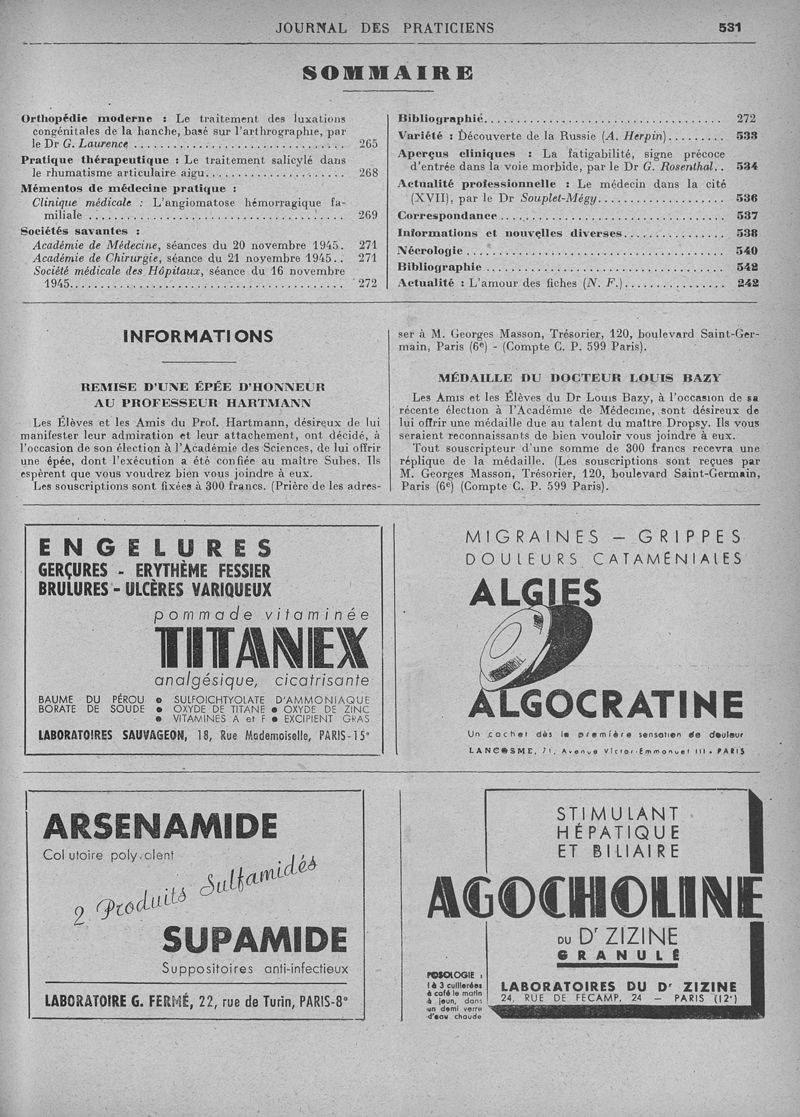 JOURNAL DES PRATICIENS 531
SOMMAIRE
Orthopédie moderne : Le traitement des luxations
congénitales de la hanche, basé sur l'arthrographie, par
le Dr G. Laurence ........ 265
Pratique thérapeutique : Le traitement salicylé dans
le rhumatisme articulaire aigu........ 268
Mémentos de médecine pratique :
Clinique médicale : L'angiomatose hémorragique fa-
miliale ........ 269
Sociétés savantes :
Académie de Médecine, séances du 20 novembre 1945.. 271
Académie de Chirurgie, séance du 21 noyembre 1945.. 271
Société médicale des Hôpitaux, séance du 16 novembre
1945........ 272
Bibliographié........ 272
Variété : Découverte de la Russie (A. Herpin)........ 533
Aperçus cliniques : La fatigabilité, signe précoce
d'entrée dans la voie morbide, par le Dr G. Rosenthal.. 534
Actualité professionnelle : Le médecin dans la cité
(XVII), par le Dr Souplet-Mégy........ 536
Correspondance ........ 537
Informations et nouvelles diverses........ 538
Nécrologie ........ 540
Bibliographie ........ 542
Actualité : L'amour des fiches (N. F.)........ 242
INFORMATIONS
REMISE D'UNE ÉPÉE D'HONNEUR
AU PROFESSEUR HARTMANN
Les Élèves et les Amis du Prof. Hartmann, désireux de lui
manifester leur admiration et leur attachement, ont décidé, à
l'occasion de son élection à l'Académie des Sciences, de lui offrir
une épée, dont l'exécution a été confiée au maître Subes. Ils
espèrent que vous voudrez bien vous joindre à eux.
Les souscriptions sont fixées à 300 francs. (Prière de les adres-
ser à M. Georges Masson, Trésorier, 120, boulevard Saint-Ger-
main, Paris (6e) - (Compte C. P. 599 Paris).
MÉDAILLE DU DOCTEUR LOUIS BAZY
Les Amis et les Élèves du Dr Louis Bazy, à l'occasion de sa
récente élection à l'Académie de Médecine, sont désireux de
lui offrir une médaille due au talent du maître Dropsy. Ils vous
seraient reconnaissants de bien vouloir vous joindre à eux.
Tout souscripteur d'une somme de 300 francs recevra une
réplique de la médaille. (Les souscriptions sont reçues par
M. Georges Masson, Trésorier, 120, boulevard Saint-Germain,
Paris (6e) (Compte C. P. 599 Paris).
ENGELURES
GERÇURES - ERYTHÈME FESSIER
BRULURES - ULCÈRES VARIQUEUX
pommade vitaminée
TITANEX
analgésique, cicatrisante
BAUME DU PÉROU • SULFOICHTYOLATE D'AMMONIAQUE
BORATE DE SOUDE • OXYDE DE TITANE • OXYDE DE ZINC
• VITAMINES A et F • EXCIPIENT GRAS
LABORATOIRES SAUVAGEON, 18, Rue Mademoiselle, PARIS-15e
MIGRAINES - GRIPPES
DOULEURS CATAMÉNIALES
ALGIES
ALGOCRATINE
Un cachet dès la première sensation de douleur
LANCOSME, 71, Avenue Victor-Emmanuel III • PARIS
ARSENAMIDE
Collutoire polyvalent
2 Produits Sulfamidés
SUPAMIDE
Suppositoires anti-infectieux
LABORATOIRE G. FERMÉ, 22, rue de Turin, PARIS-8e
STIMULANT
HÉPATIQUE
ET BILIAIRE
AGOCHOLINE
DU Dr ZIZINE
GRANULÉ
POSOLOGIE :
1 à 3 cuillerées
à café le matin
à jeun, dans
un demi verre
d'eau chaude
LABORATOIRES DU Dr ZIZINE
24, RUE DE FECAMP, 24 — PARIS (12e)